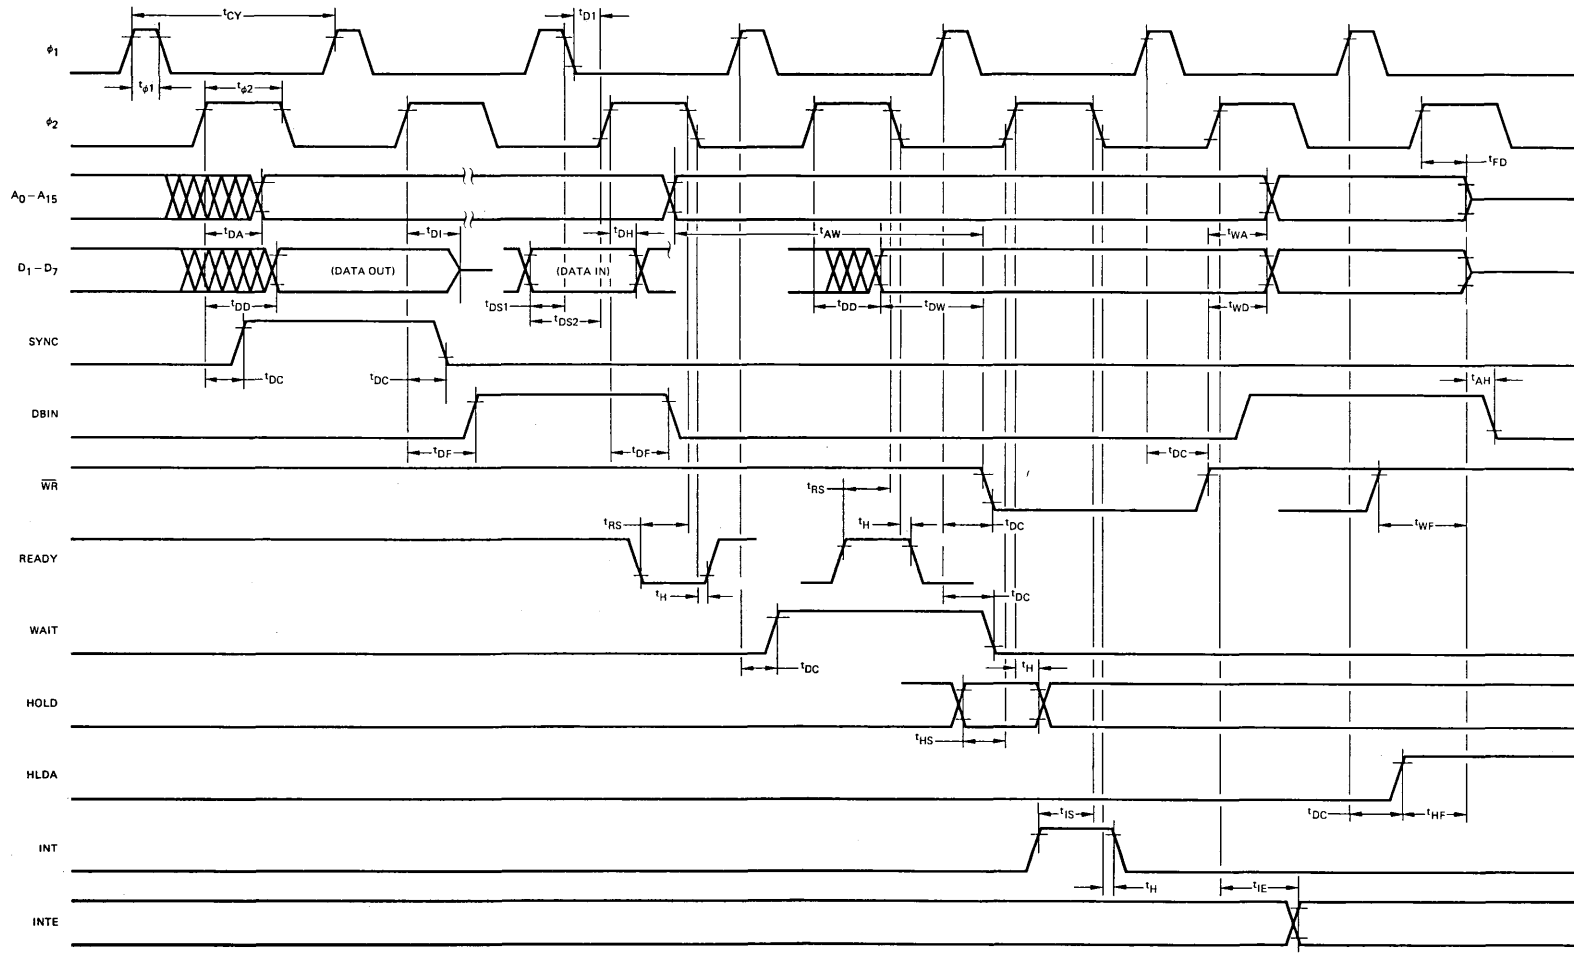 tCY
tD1
ϕ1
tϕ1
tϕ2
ϕ2
tFD
A0–A15
tDA
tDI
tDH
tAW
tWA
D1–D7
(DATA OUT)
(DATA IN)
tDD
tDS1
tDS2
tDD
tDW
tWD
SYNC
tDC
tDC
tAH
DBIN
tDF
tDF
tDC
WR
tRS
tRS
tH
tDC
tWF
READY
tH
tDC
WAIT
tDC
tH
HOLD
tHS
HLDA
tIS
tDC
tHF
INT
tH
tIE
INTE